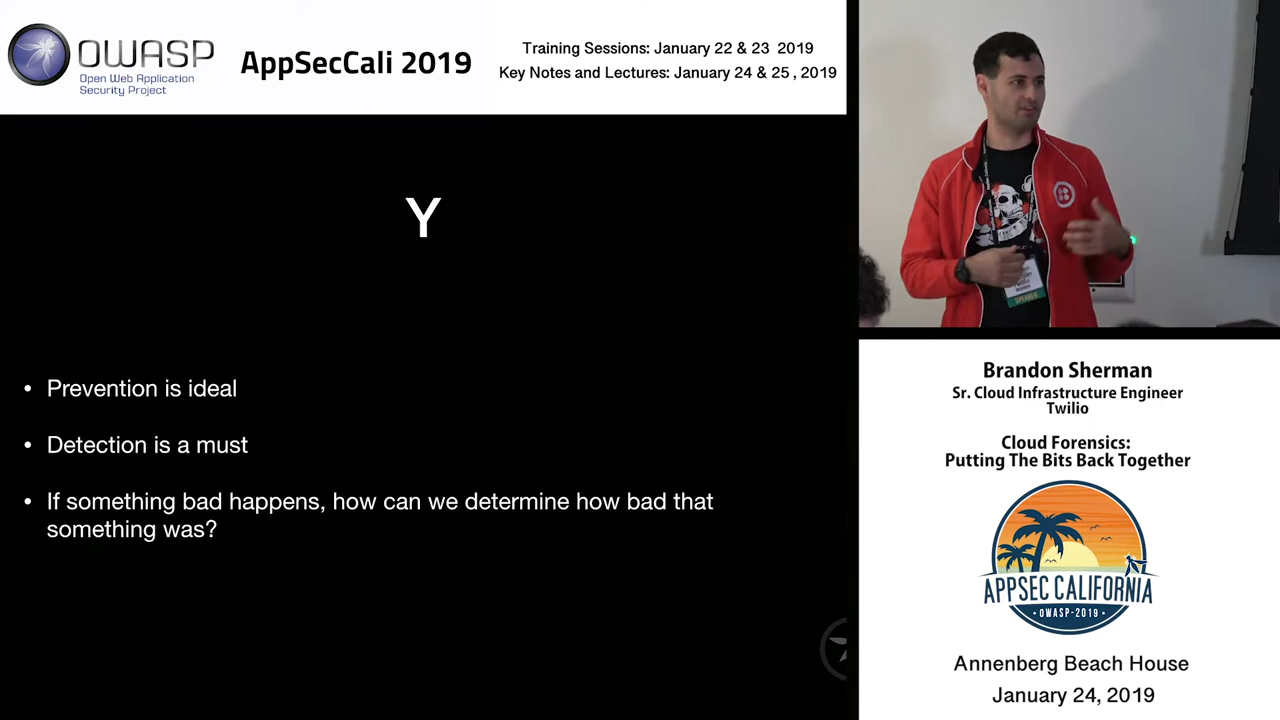 OWASP
Open Web Application
Security Project
AppSecCali 2019
Training Sessions: January 22 & 23 2019
Key Notes and Lectures: January 24 & 25, 2019
Y
• Prevention is ideal
• Detection is a must
• If something bad happens, how can we determine how bad that
something was?
SPEAKER
Brandon Sherman
Sr. Cloud Infrastructure Engineer
Twilio
Cloud Forensics:
Putting The Bits Back Together
APPSEC CALIFORNIA
• OWASP-2019 •
Annenberg Beach House
January 24, 2019